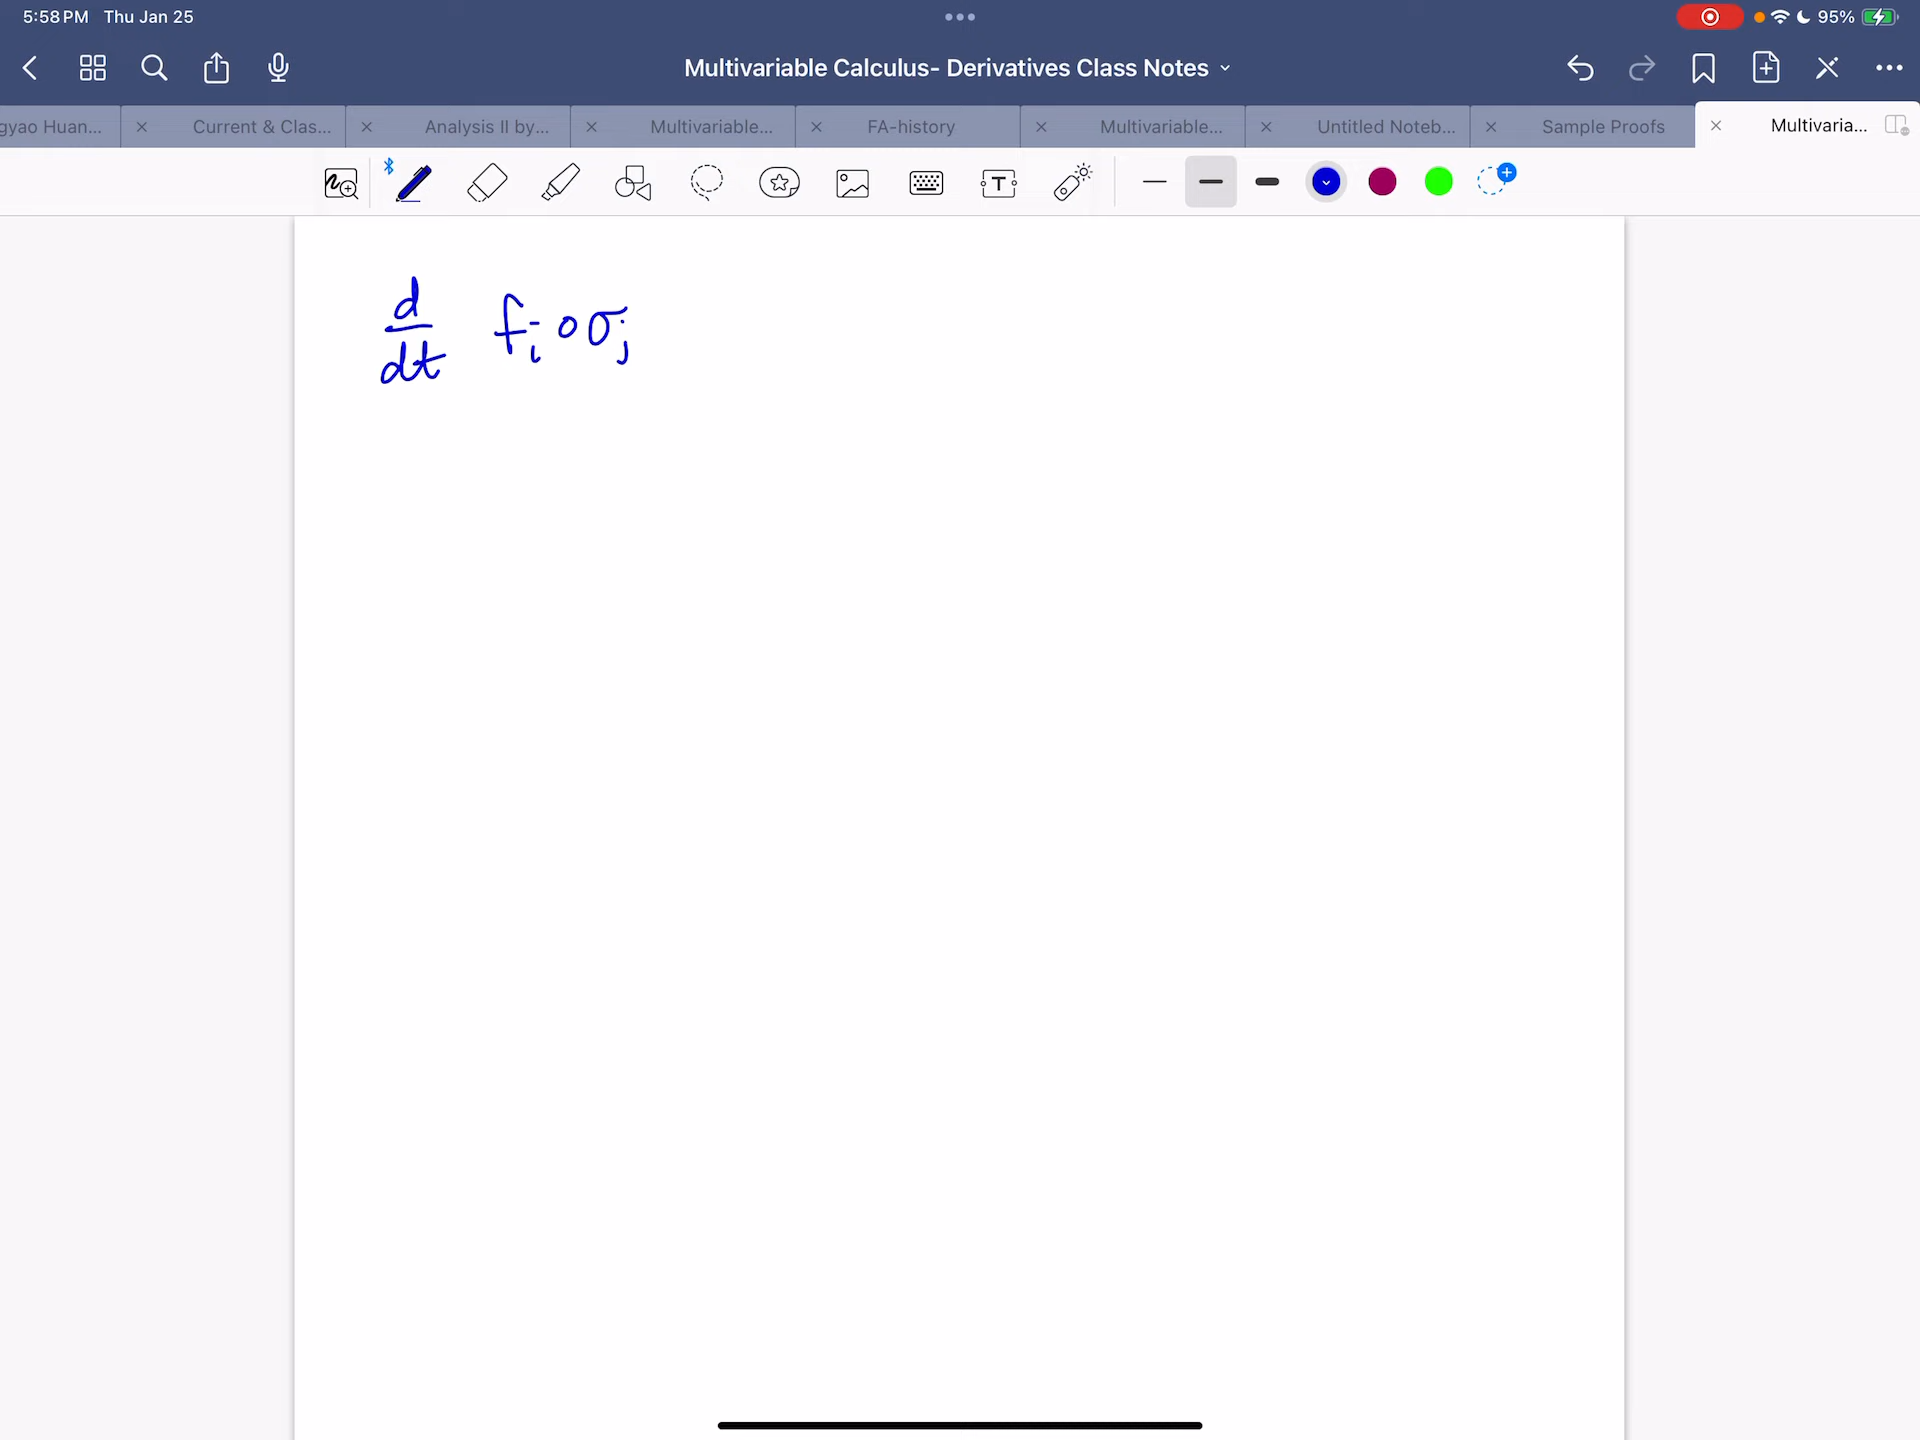 5:58 PM Thu Jan 25
95%
Multivariable Calculus- Derivatives Class Notes
gyao Huan...
Current & Clas...
Analysis II by...
Multivariable...
FA-history
Multivariable...
Untitled Noteb...
Sample Proofs
Multivaria...
T
d/dt f_i ∘ σ_j